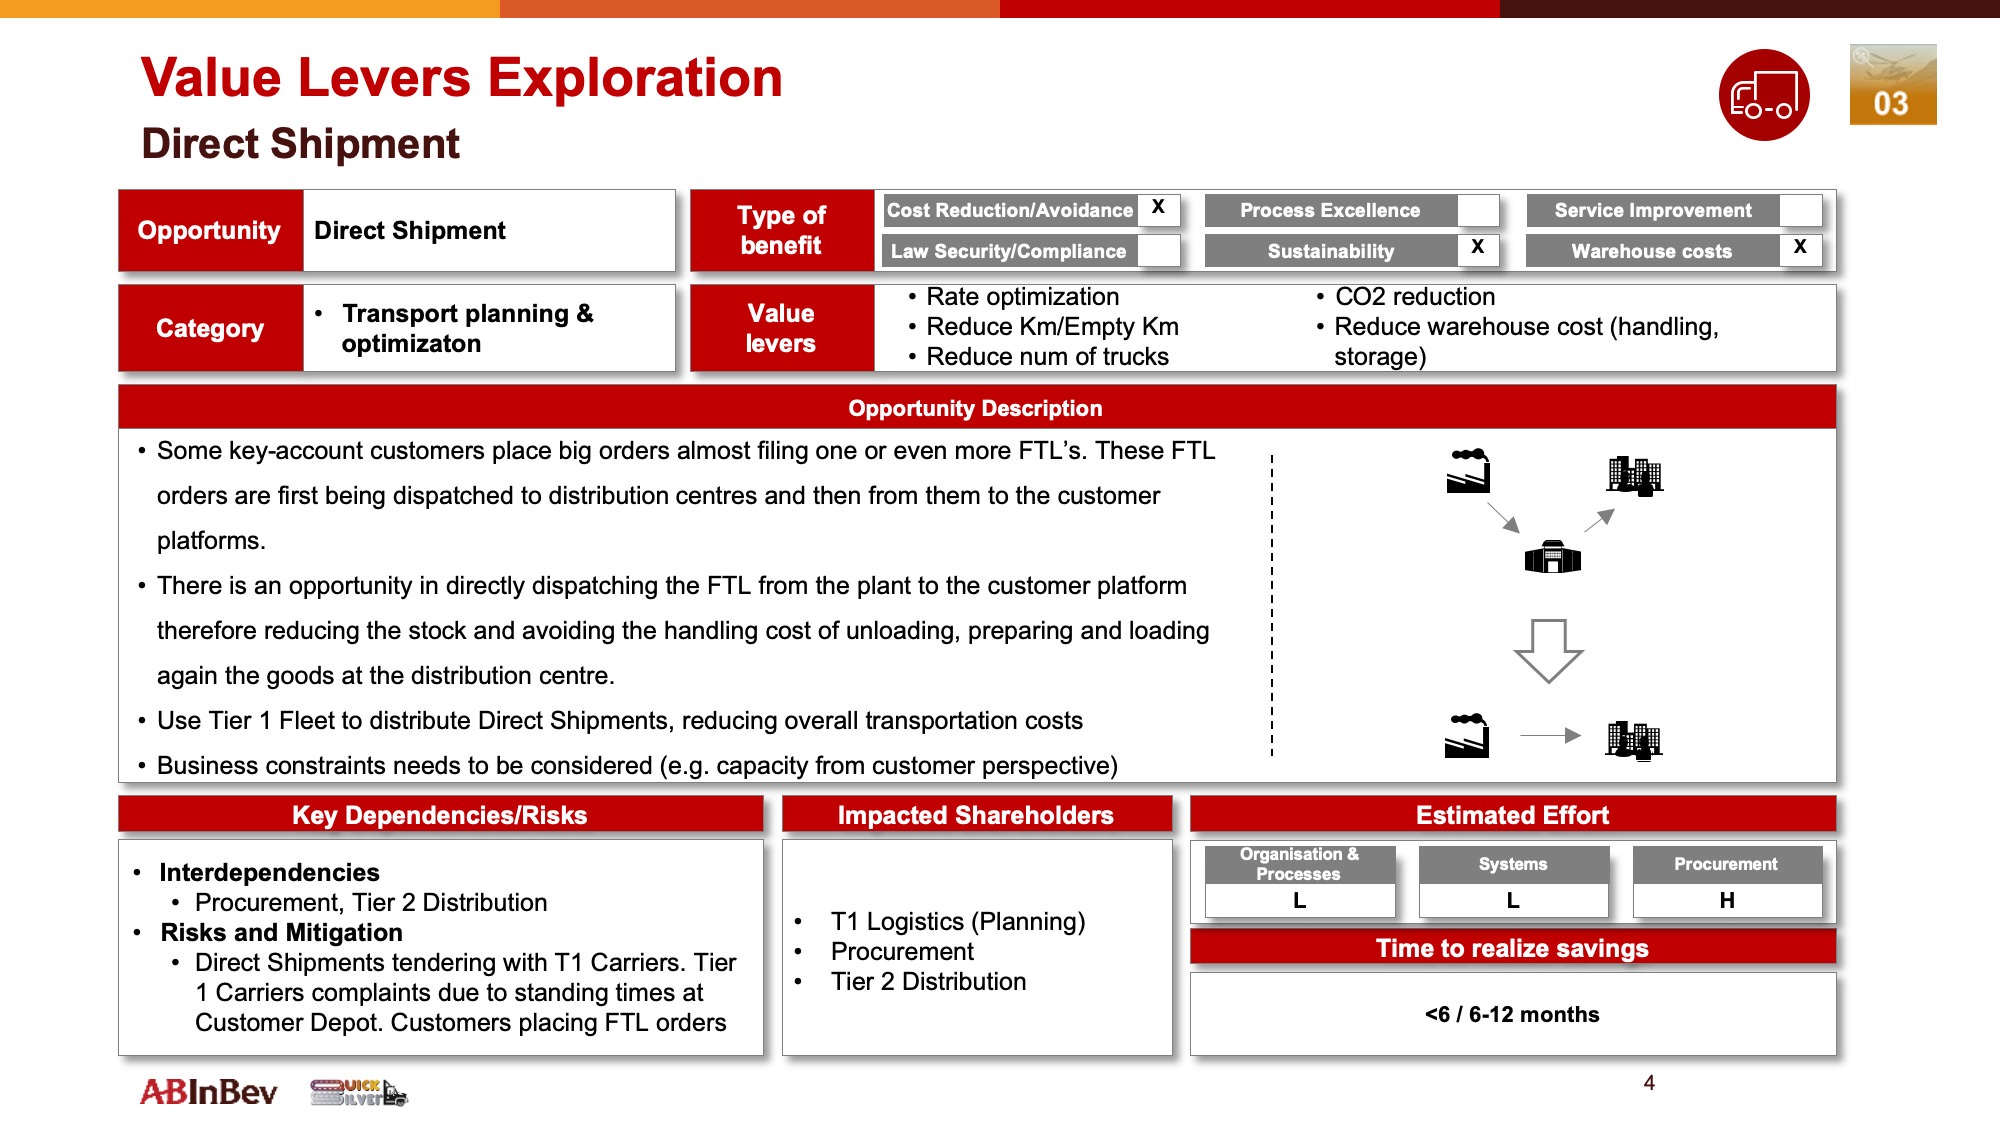 Value Levers Exploration
Direct Shipment
03
Opportunity
Direct Shipment
Type of
benefit
Cost Reduction/Avoidance X
Process Excellence
Service Improvement
Law Security/Compliance
Sustainability X
Warehouse costs X
Category
• Transport planning &
optimizaton
Value
levers
• Rate optimization
• Reduce Km/Empty Km
• Reduce num of trucks
• CO2 reduction
• Reduce warehouse cost (handling,
storage)
Opportunity Description
• Some key-account customers place big orders almost filing one or even more FTL’s. These FTL
orders are first being dispatched to distribution centres and then from them to the customer
platforms.
• There is an opportunity in directly dispatching the FTL from the plant to the customer platform
therefore reducing the stock and avoiding the handling cost of unloading, preparing and loading
again the goods at the distribution centre.
• Use Tier 1 Fleet to distribute Direct Shipments, reducing overall transportation costs
• Business constraints needs to be considered (e.g. capacity from customer perspective)
Key Dependencies/Risks
• Interdependencies
• Procurement, Tier 2 Distribution
• Risks and Mitigation
• Direct Shipments tendering with T1 Carriers. Tier
1 Carriers complaints due to standing times at
Customer Depot. Customers placing FTL orders
Impacted Shareholders
• T1 Logistics (Planning)
• Procurement
• Tier 2 Distribution
Estimated Effort
Organisation &
Processes
L
Systems
L
Procurement
H
Time to realize savings
<6 / 6-12 months
ABInBev
QUICK
SILVER
4